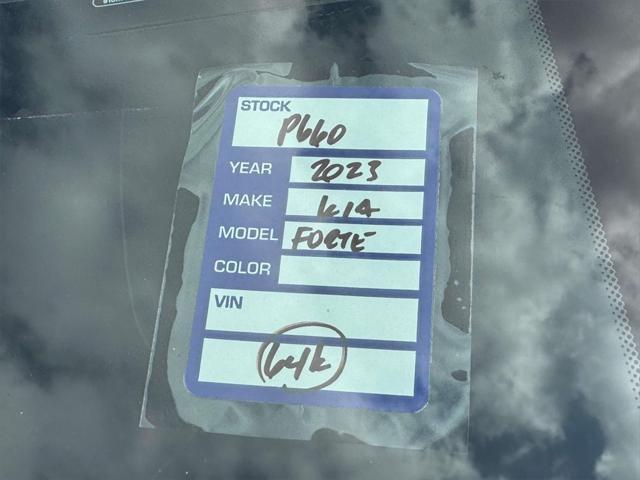 STOCK
P660
YEAR 2023
MAKE KIA
MODEL FORTE
COLOR
VIN
64k